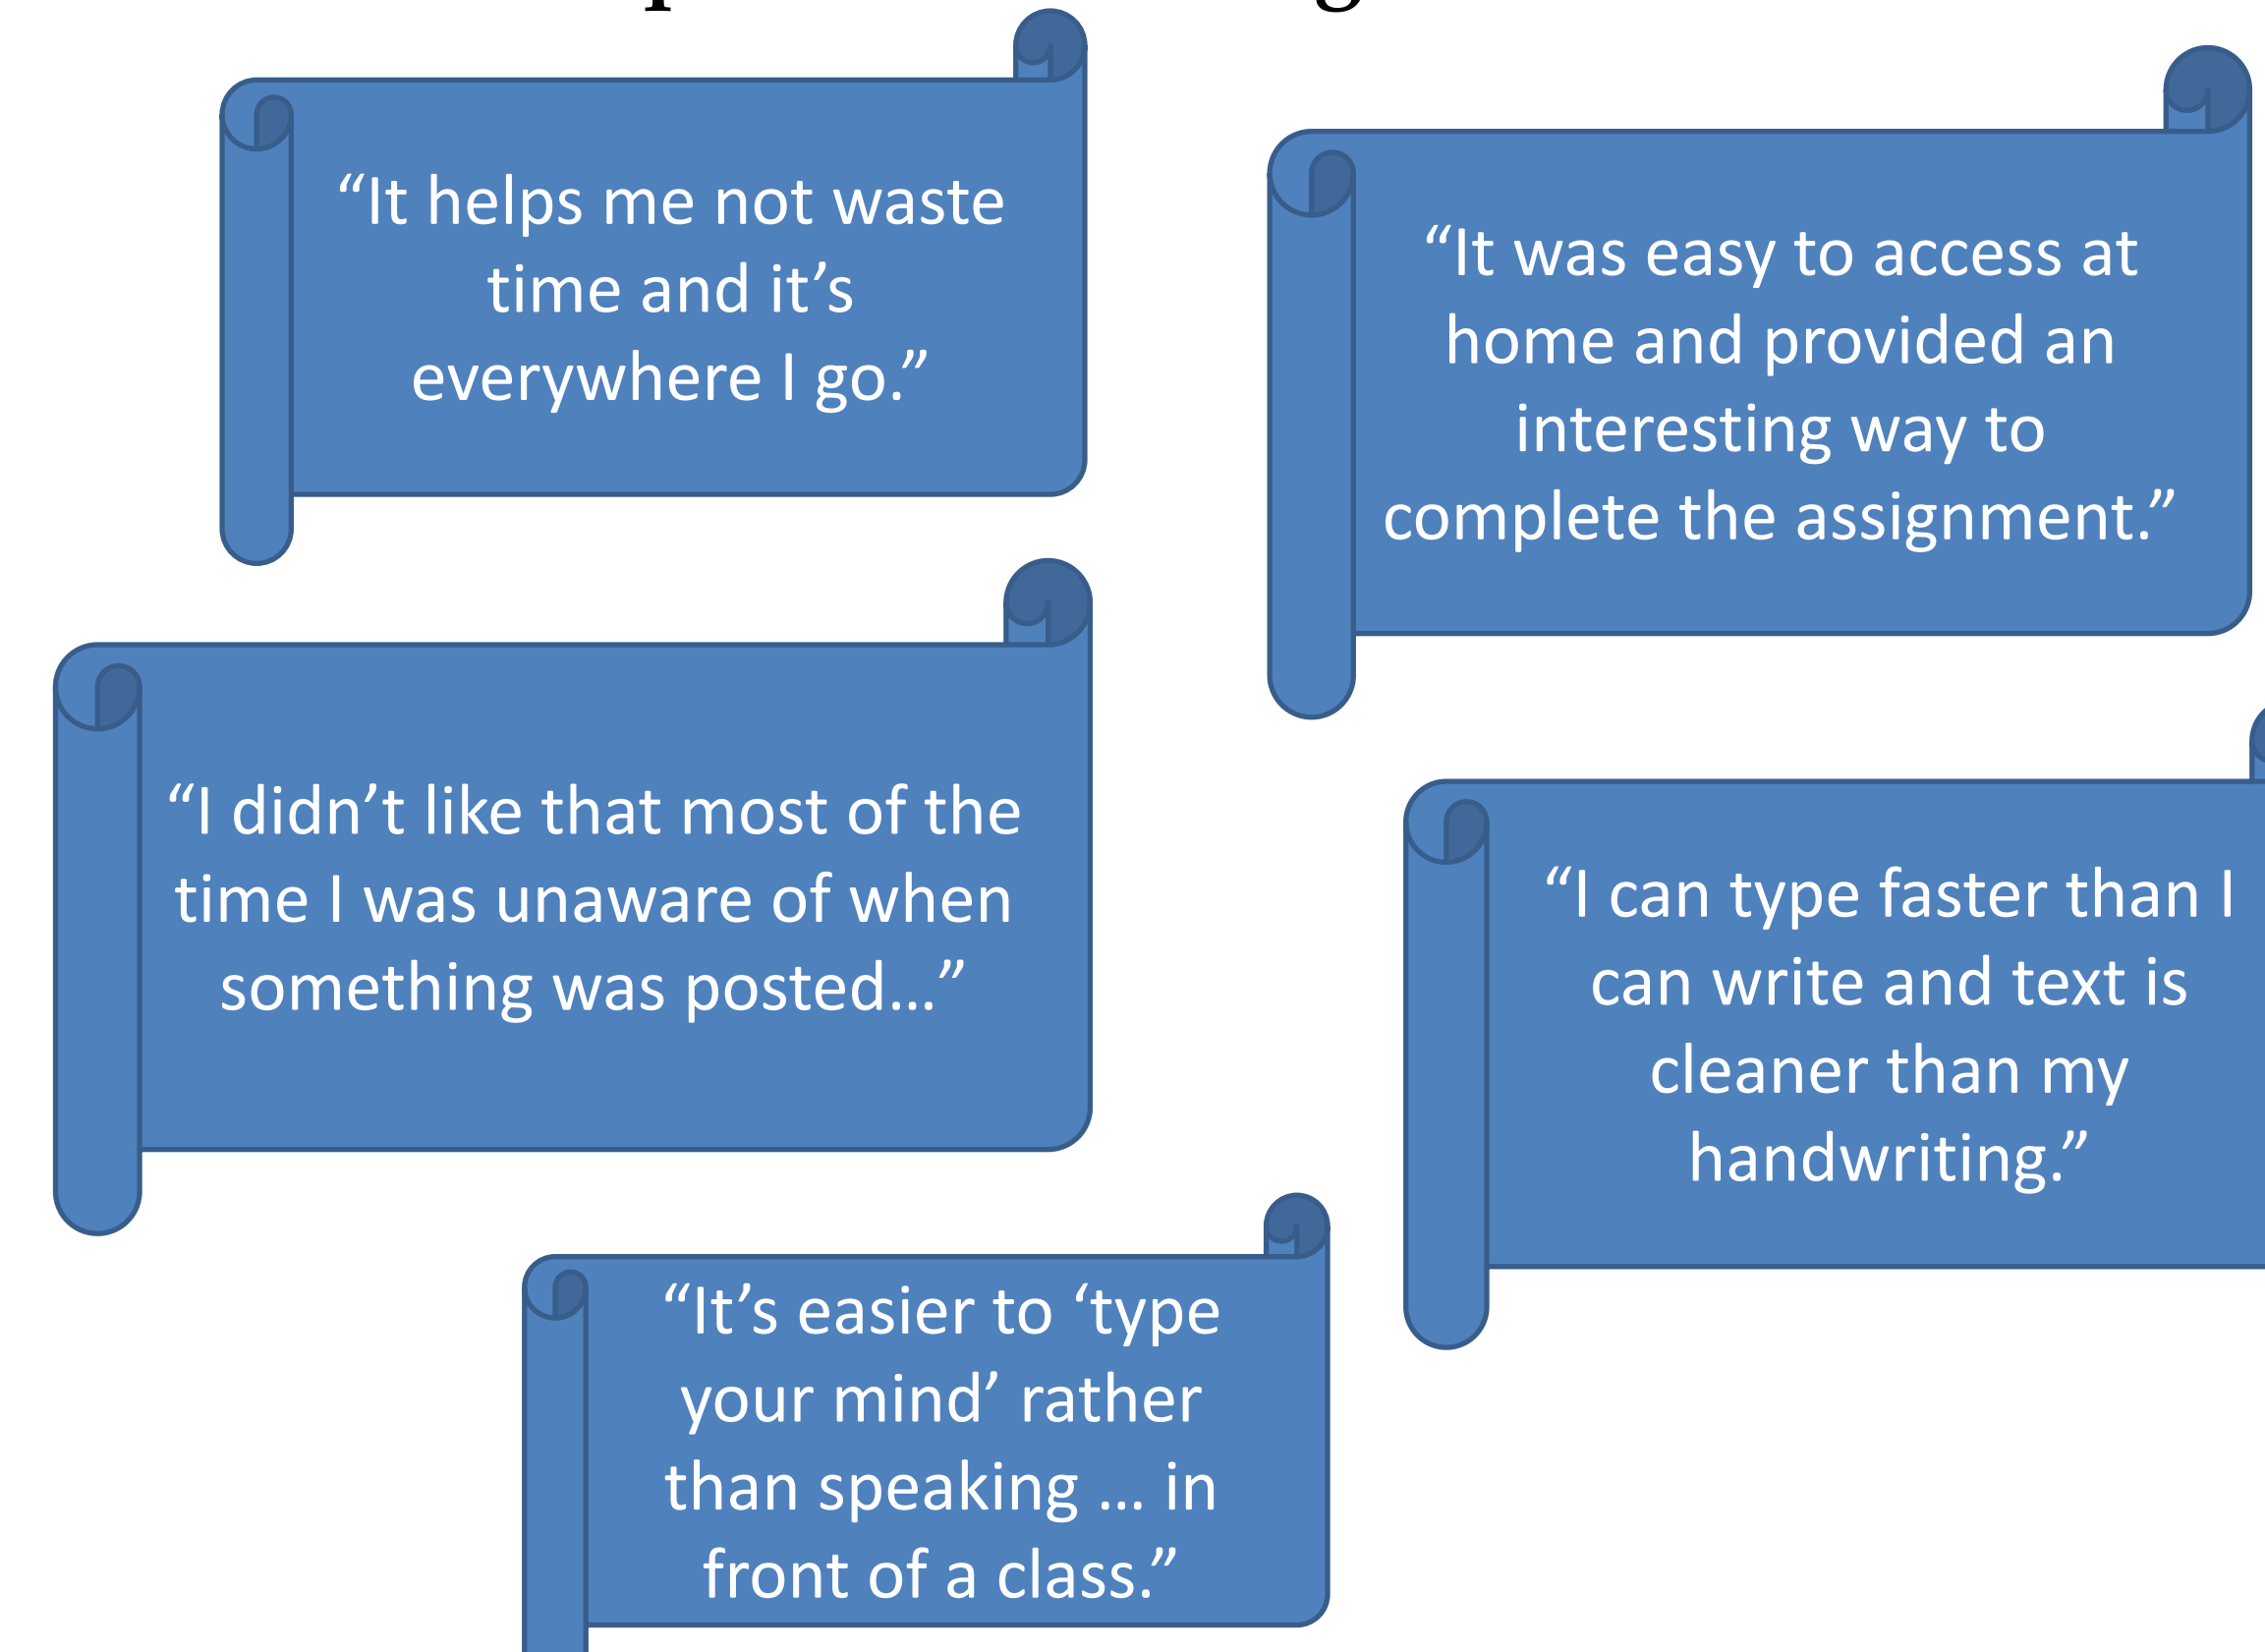 “It helps me not waste
time and it’s
everywhere I go.”
“It was easy to access at
home and provided an
interesting way to
complete the assignment.”
“I didn’t like that most of the
time I was unaware of when
something was posted…”
“I can type faster than I
can write and text is
cleaner than my
handwriting.”
“It’s easier to ‘type
your mind’ rather
than speaking … in
front of a class.”